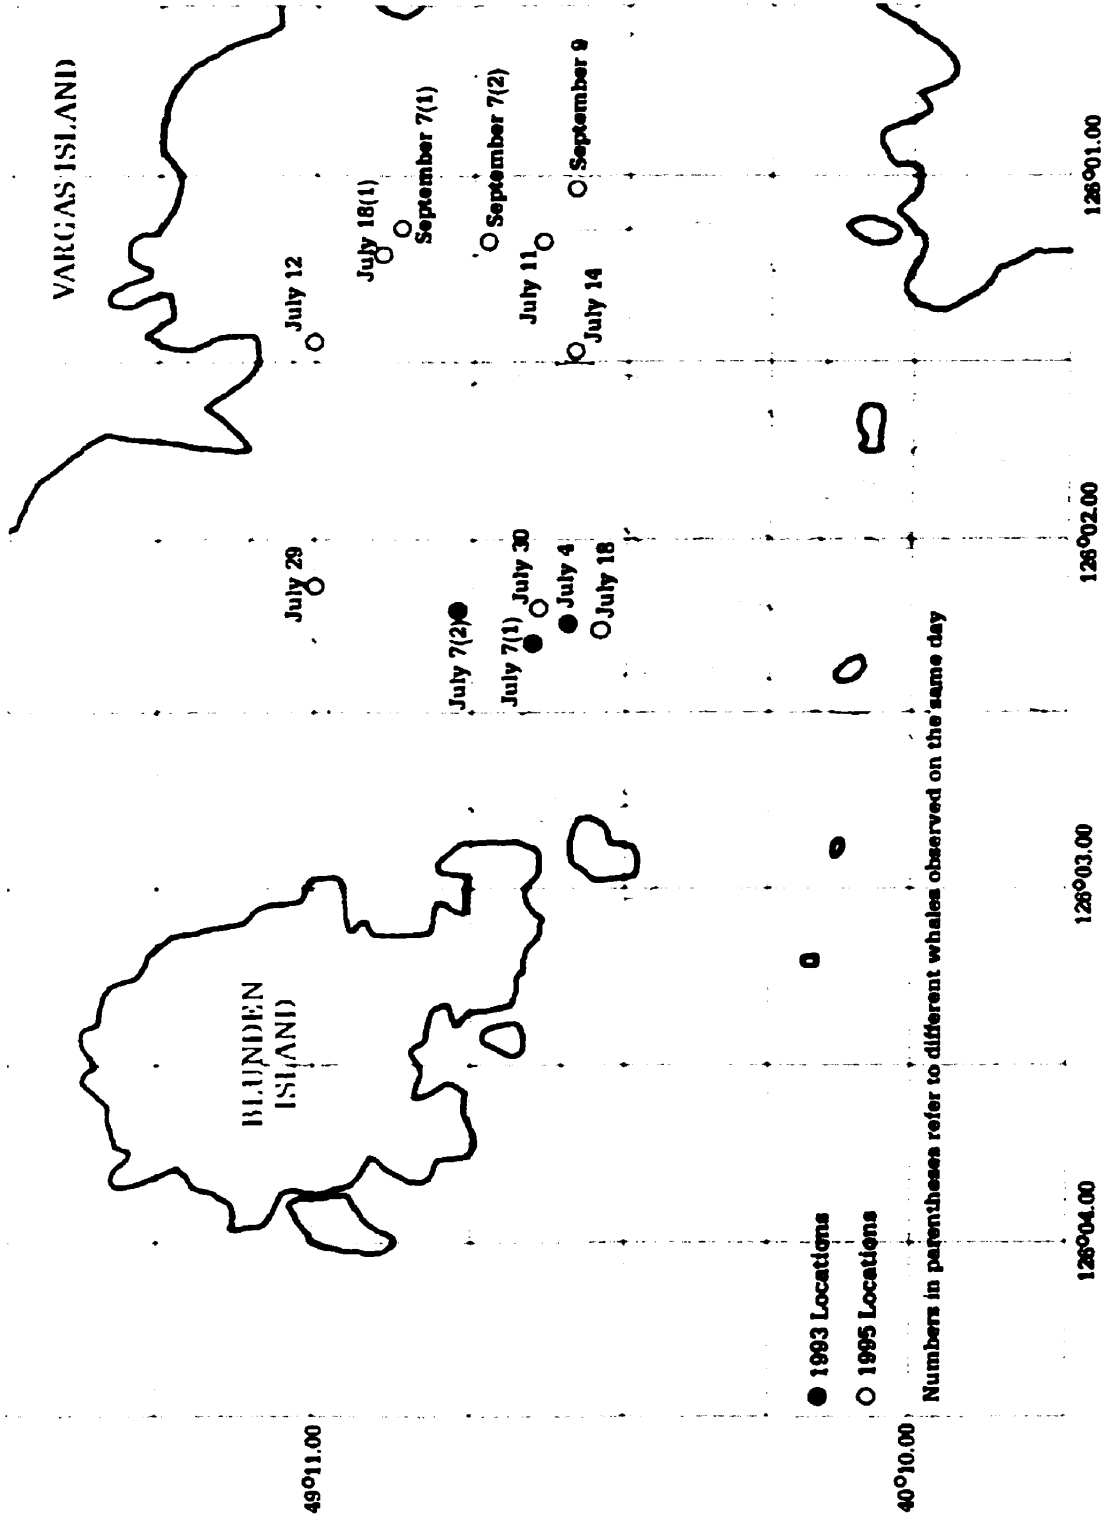 VARGAS ISLAND
July 12
July 18(1)
September 7(1)
September 7(2)
July 11
September 9
July 14
July 29
July 7(2)
July 7(1)
July 30
July 4
July 18
BLUNDEN
ISLAND
1993 Locations
1995 Locations
Numbers in parentheses refer to different whales observed on the same day
49°11.00
40°10.00
126°04.00
126°03.00
126°02.00
126°01.00